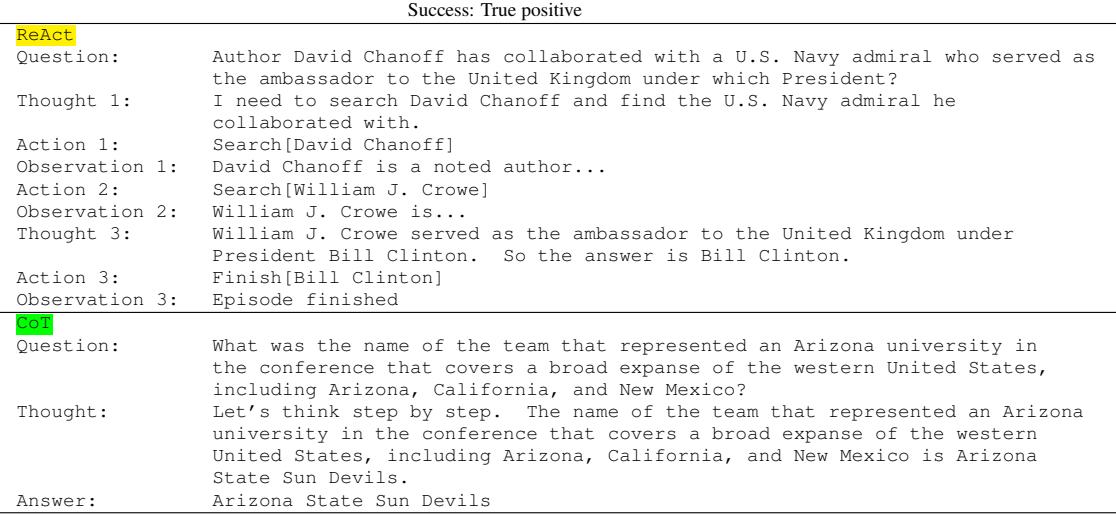 Success: True positive
ReAct
Question: Author David Chanoff has collaborated with a U.S. Navy admiral who served as
the ambassador to the United Kingdom under which President?
Thought 1: I need to search David Chanoff and find the U.S. Navy admiral he
collaborated with.
Action 1: Search[David Chanoff]
Observation 1: David Chanoff is a noted author...
Action 2: Search[William J. Crowe]
Observation 2: William J. Crowe is...
Thought 3: William J. Crowe served as the ambassador to the United Kingdom under
President Bill Clinton. So the answer is Bill Clinton.
Action 3: Finish[Bill Clinton]
Observation 3: Episode finished
CoT
Question: What was the name of the team that represented an Arizona university in
the conference that covers a broad expanse of the western United States,
including Arizona, California, and New Mexico?
Thought: Let's think step by step. The name of the team that represented an Arizona
university in the conference that covers a broad expanse of the western
United States, including Arizona, California, and New Mexico is Arizona
State Sun Devils.
Answer: Arizona State Sun Devils